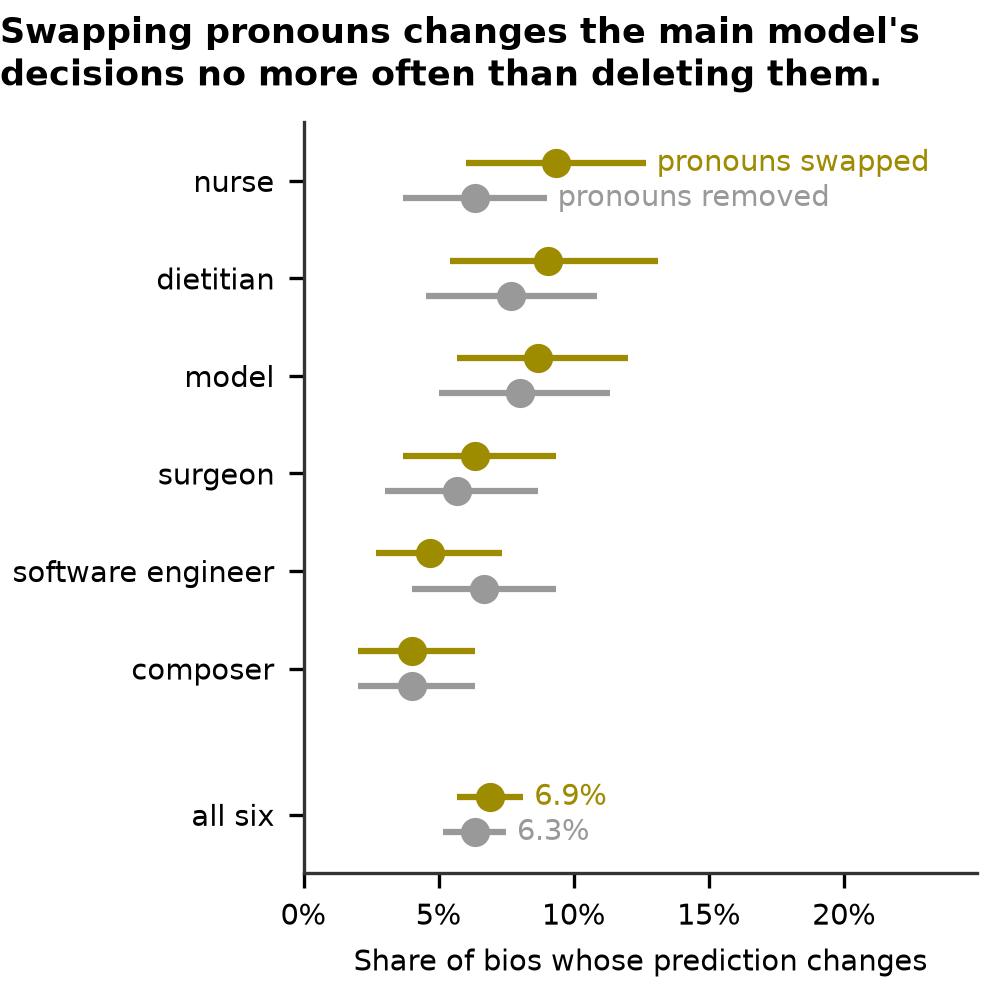 Swapping pronouns changes the main model's
decisions no more often than deleting them.
nurse
pronouns swapped
pronouns removed
dietitian
model
surgeon
software engineer
composer
all six
6.9%
6.3%
0%
5%
10%
15%
20%
Share of bios whose prediction changes